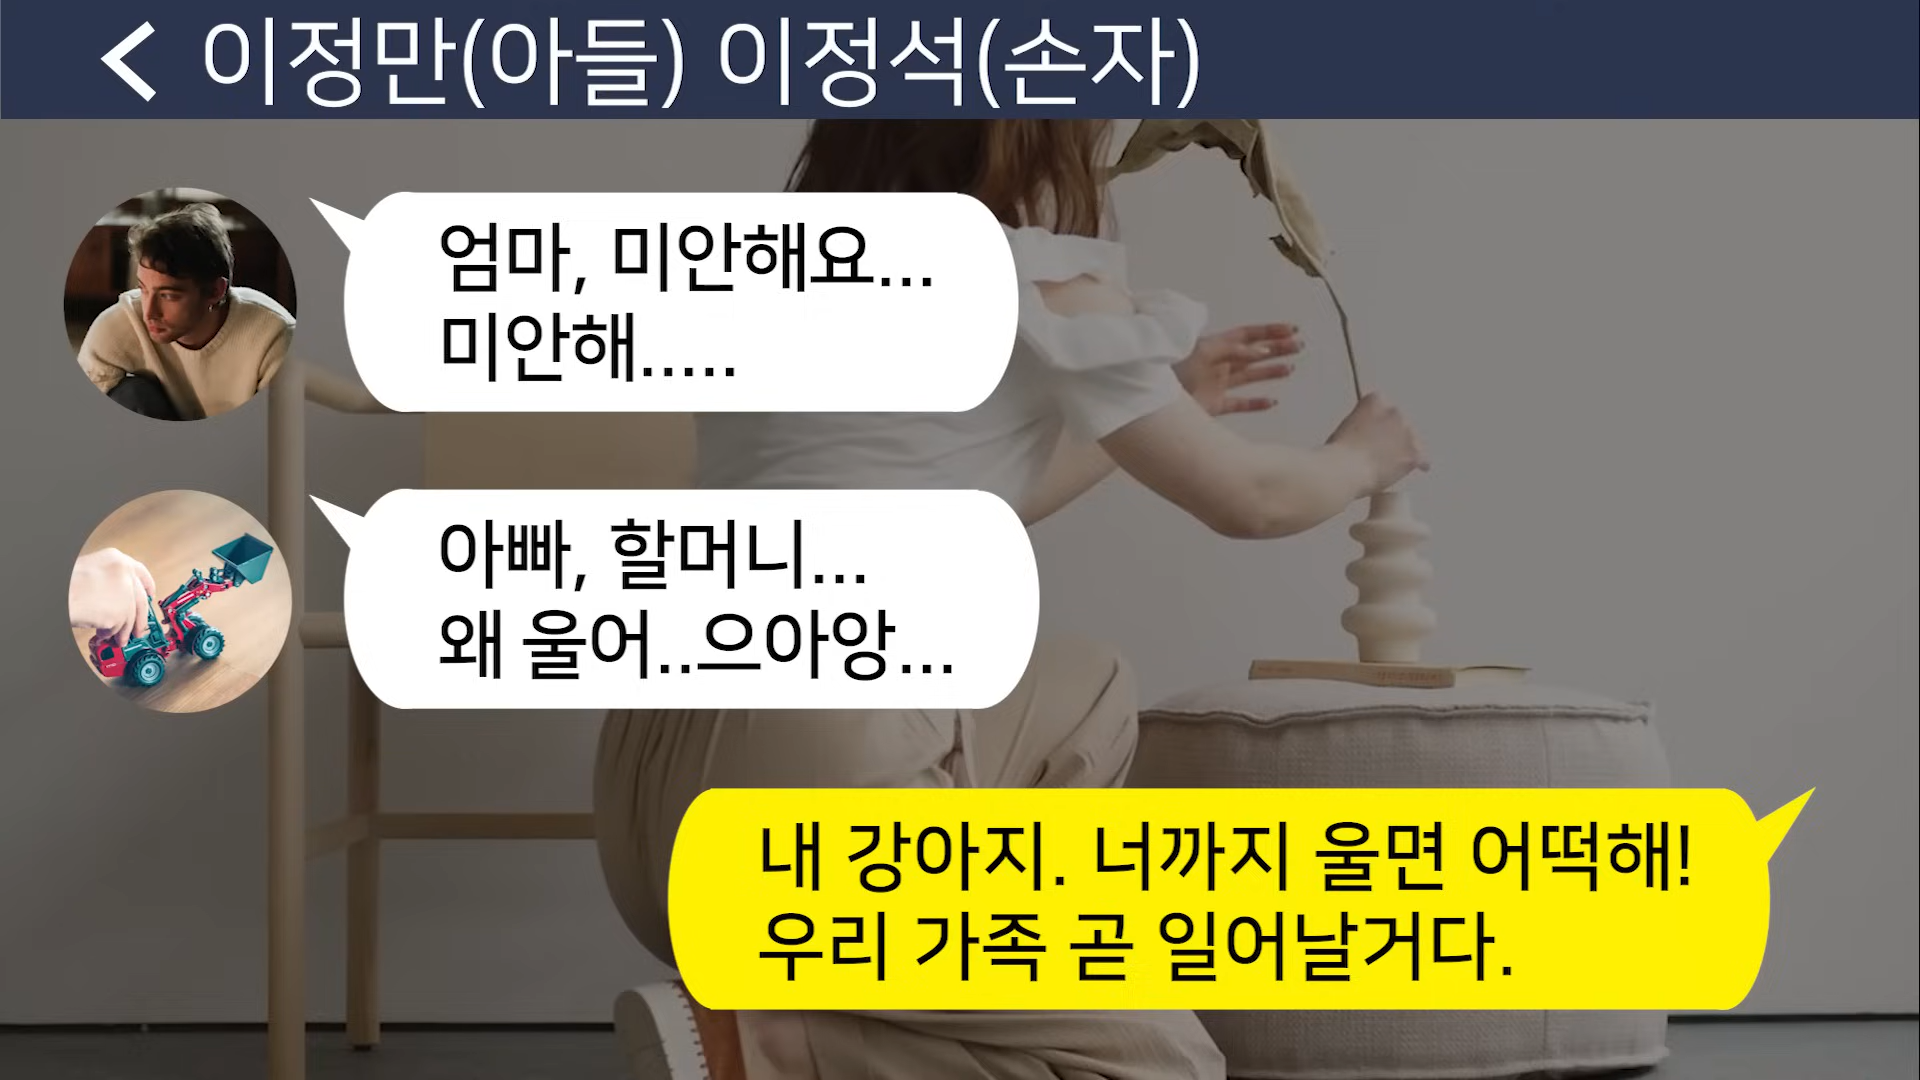 이정만(아들) 이정석(손자)
엄마, 미안해요...
미안해.....
아빠, 할머니...
왜 울어..으아앙...
내 강아지. 너까지 울면 어떡해!
우리 가족 곧 일어날거다.